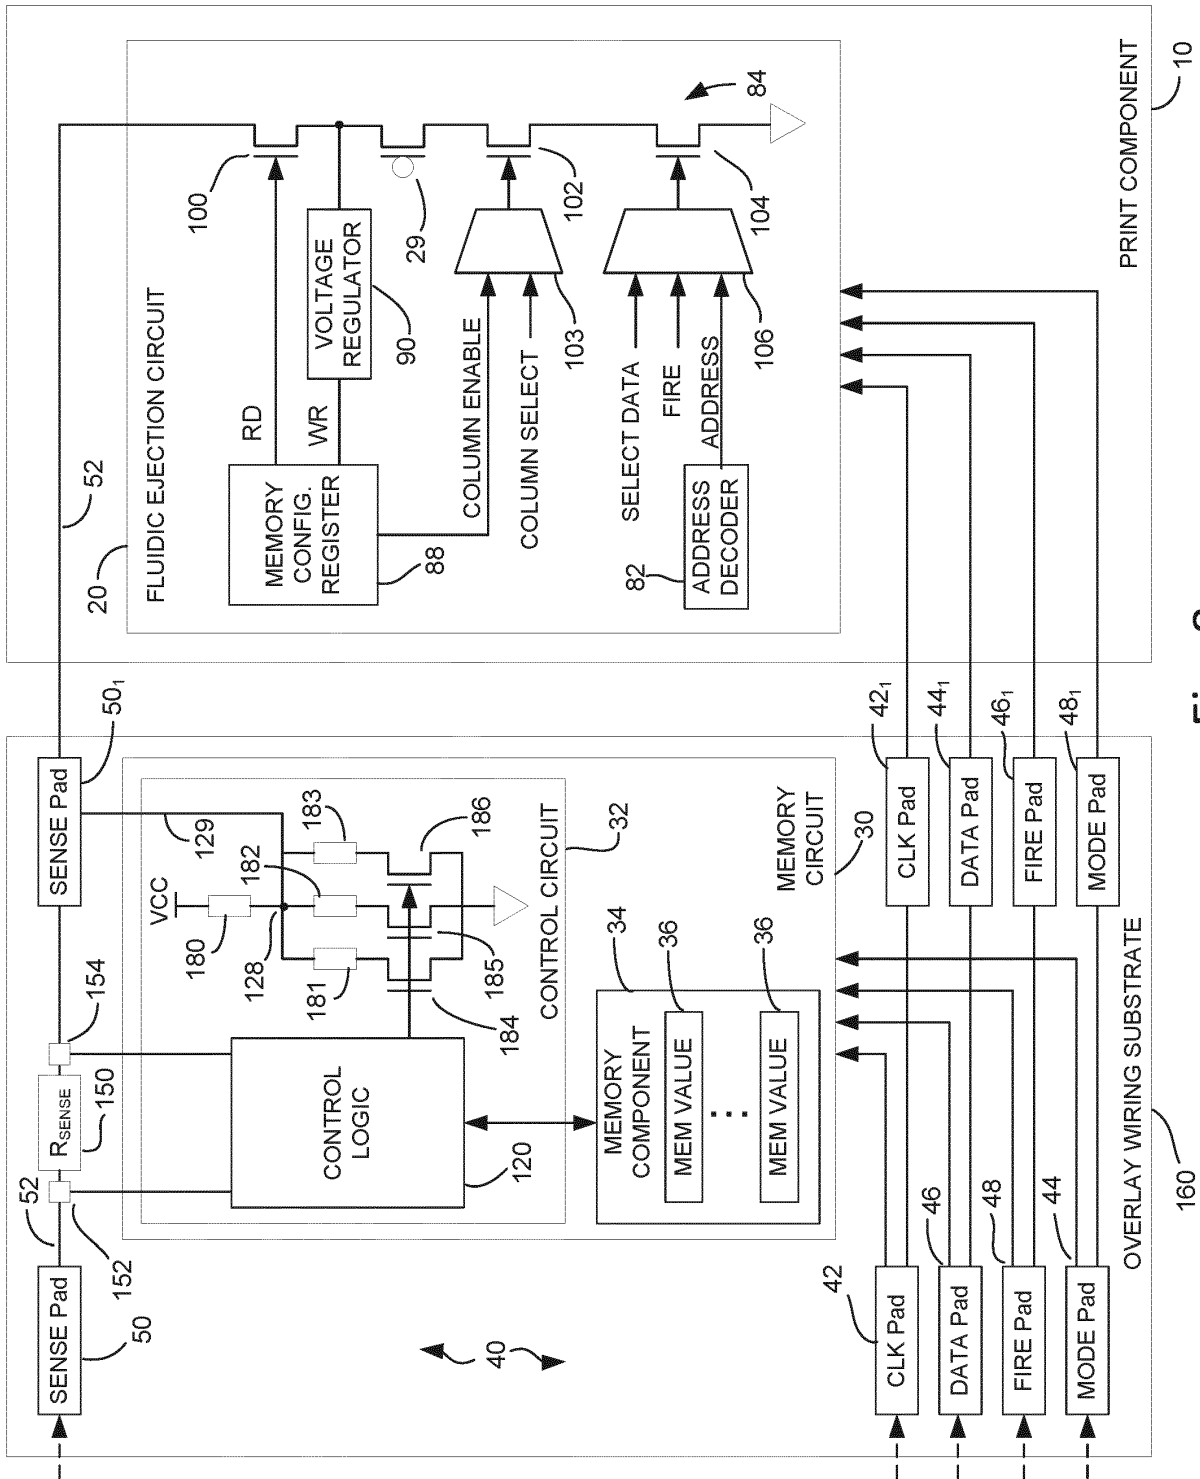 SENSE Pad
50
52
152
R_SENSE
150
154
SENSE Pad
50₁
129
52
VCC
180
128
181
182
183
184
185
186
CONTROL
LOGIC
120
CONTROL CIRCUIT
32
MEMORY
COMPONENT
34
MEM VALUE
36
...
MEM VALUE
36
MEMORY
CIRCUIT
30
40
CLK Pad
42
DATA Pad
46
FIRE Pad
48
MODE Pad
44
CLK Pad
42₁
DATA Pad
44₁
FIRE Pad
46₁
MODE Pad
48₁
OVERLAY WIRING SUBSTRATE
160
20
FLUIDIC EJECTION CIRCUIT
MEMORY
CONFIG.
REGISTER
88
RD
WR
VOLTAGE
REGULATOR
90
100
29
COLUMN ENABLE
COLUMN SELECT
103
102
SELECT DATA
FIRE
ADDRESS
ADDRESS
DECODER
82
106
104
84
PRINT COMPONENT
10